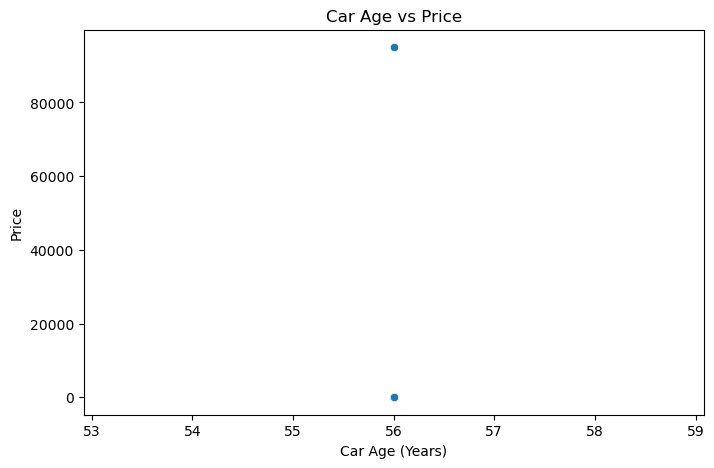 Car Age vs Price
80000
60000
40000
20000
0
Price
53 54 55 56 57 58 59
Car Age (Years)